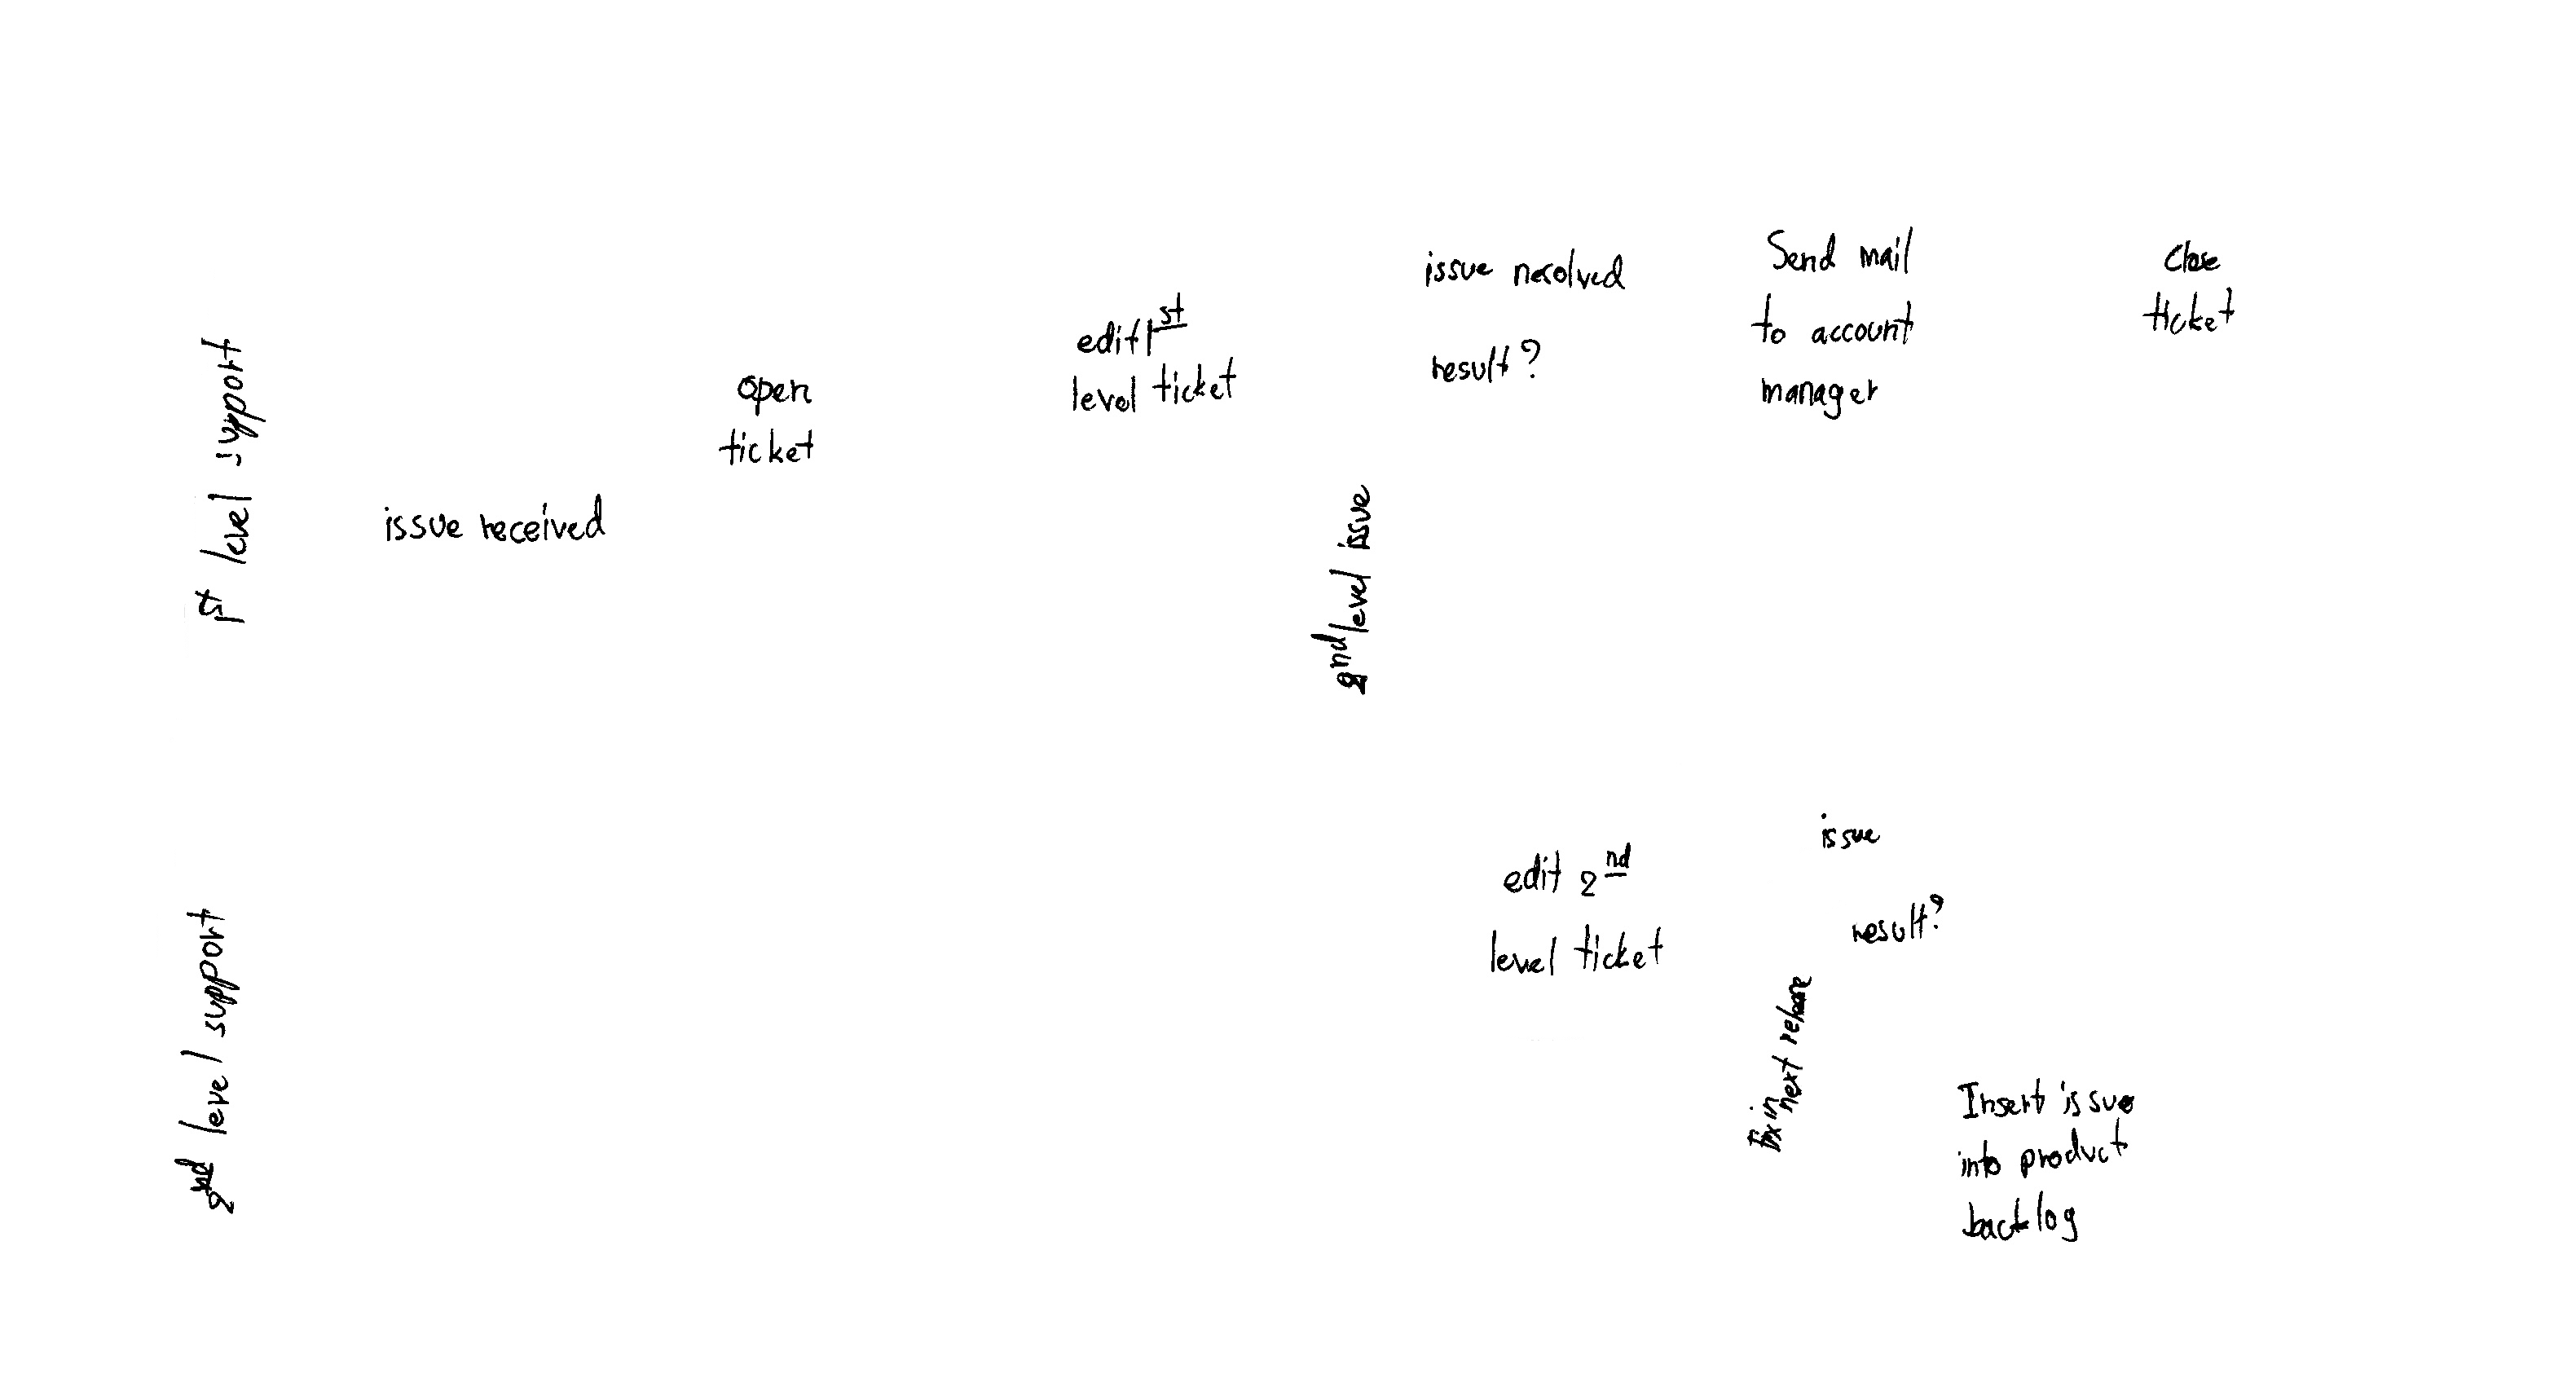 1st level support
issue received
open
ticket
edit 1st
level ticket
issue resolved
result?
2nd level issue
Send mail
to account
manager
Close
ticket
2nd level support
edit 2nd
level ticket
issue
result?
Fix in
next release
Insert issue
into product
backlog